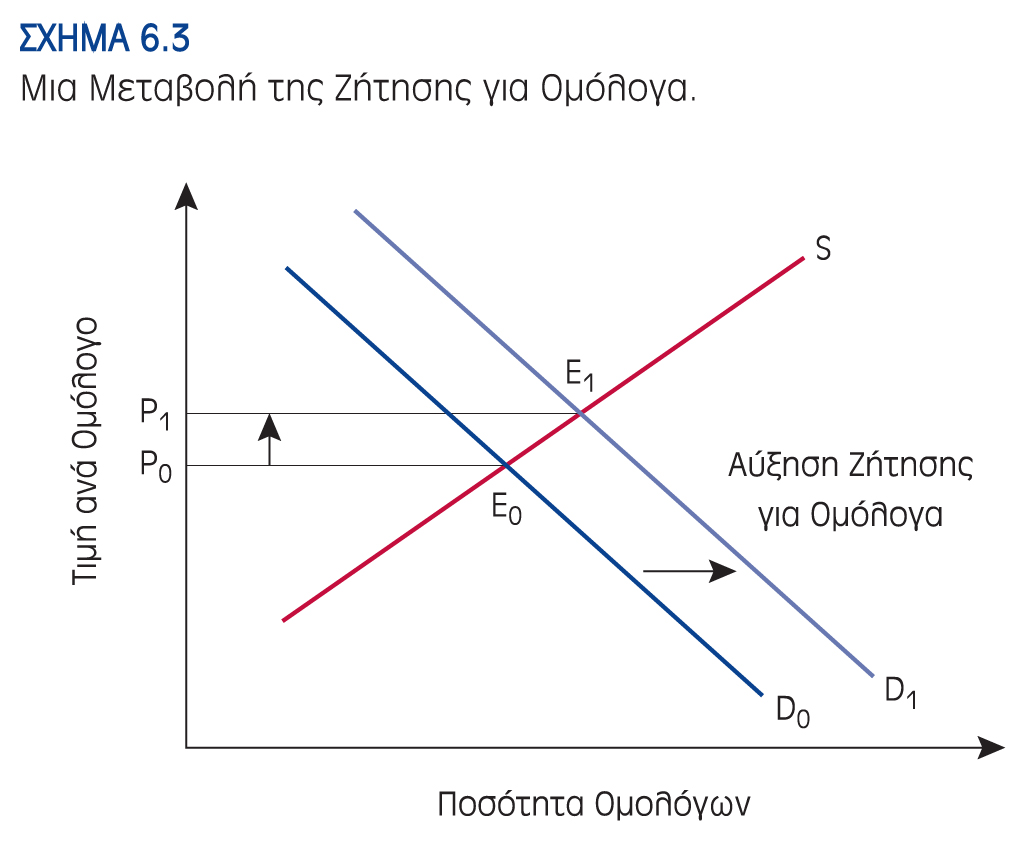 ΣΧΗΜΑ 6.3
Μια Μεταβολή της Ζήτησης για Ομόλογα.
S
E1
P1
P0
E0
Αύξηση Ζήτησης
για Ομόλογα
D1
D0
Τιμή ανά Ομόλογο
Ποσότητα Ομολόγων